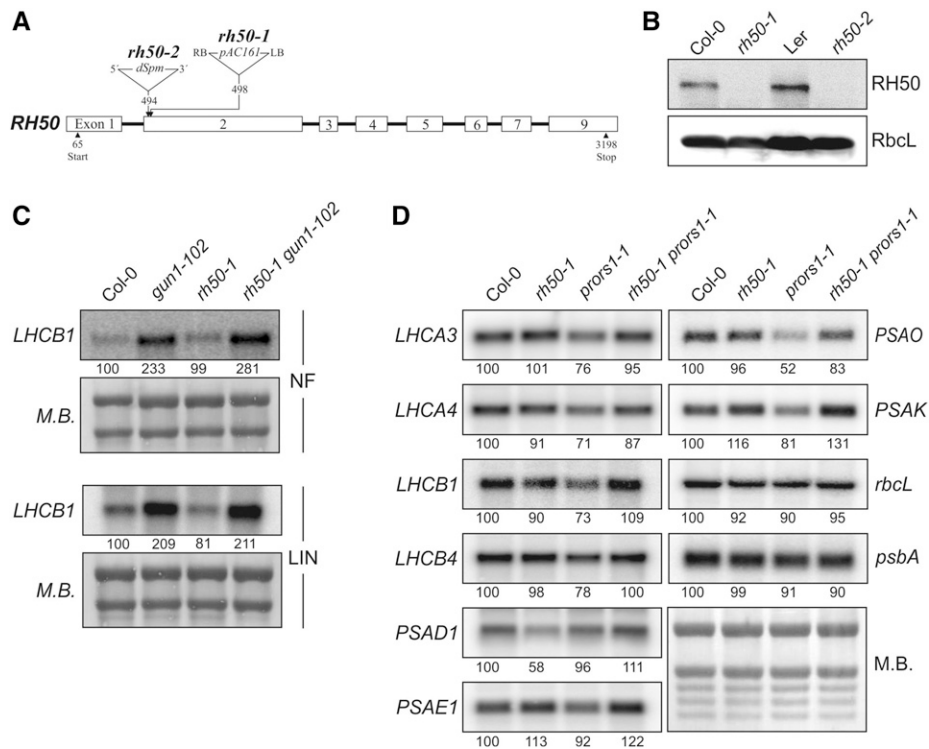 A
rh50-2
rh50-1
5´ dSpm 3´
RB pAC161 LB
494
498
RH50
Exon 1 2 3 4 5 6 7 9
65
Start
3198
Stop
B
Col-0 rh50-1 Ler rh50-2
RH50
RbcL
C
Col-0 gun1-102 rh50-1 rh50-1 gun1-102
LHCB1
100 233 99 281
NF
M.B.
LHCB1
100 209 81 211
LIN
M.B.
D
Col-0 rh50-1 prors1-1 rh50-1 prors1-1
Col-0 rh50-1 prors1-1 rh50-1 prors1-1
LHCA3
100 101 76 95
PSAO
100 96 52 83
LHCA4
100 91 71 87
PSAK
100 116 81 131
LHCB1
100 90 73 109
rbcL
100 92 90 95
LHCB4
100 98 78 100
psbA
100 99 91 90
PSAD1
100 58 96 111
M.B.
PSAE1
100 113 92 122